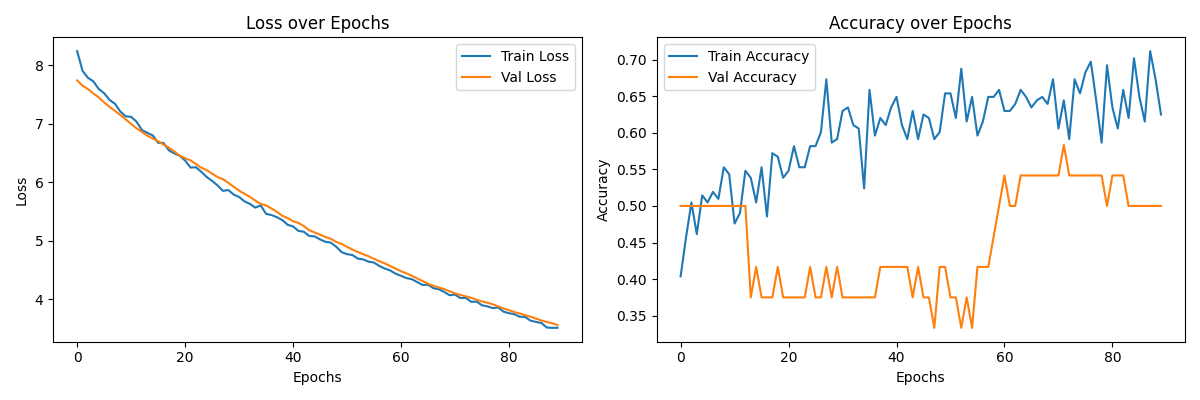 Loss over Epochs
8
7
6
5
4
Loss
0 20 40 60 80
Epochs
Train Loss
Val Loss
Accuracy over Epochs
0.70
0.65
0.60
0.55
0.50
0.45
0.40
0.35
Accuracy
0 20 40 60 80
Epochs
Train Accuracy
Val Accuracy